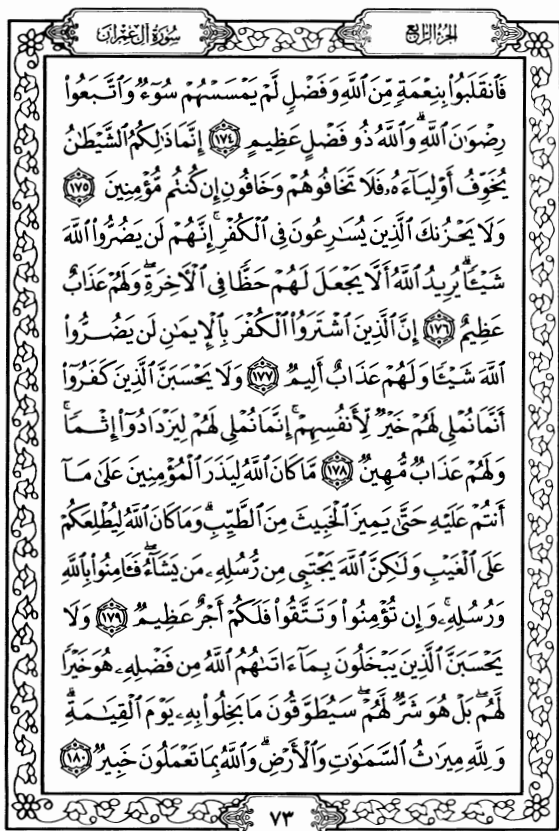 سُورَةُ آلِ عِمْرَانَ
الجُزْءُ الرَّابِعُ
فَٱنقَلَبُوا۟ بِنِعْمَةٍ مِّنَ ٱللَّهِ وَفَضْلٍ لَّمْ يَمْسَسْهُمْ سُوٓءٌ وَٱتَّبَعُوا۟
رِضْوَٰنَ ٱللَّهِ ۗ وَٱللَّهُ ذُو فَضْلٍ عَظِيمٍ ١٧٤ إِنَّمَا ذَٰلِكُمُ ٱلشَّيْطَٰنُ
يُخَوِّفُ أَوْلِيَآءَهُۥ فَلَا تَخَافُوهُمْ وَخَافُونِ إِن كُنتُم مُّؤْمِنِينَ ١٧٥
وَلَا يَحْزُنكَ ٱلَّذِينَ يُسَٰرِعُونَ فِى ٱلْكُفْرِ ۚ إِنَّهُمْ لَن يَضُرُّوا۟ ٱللَّهَ
شَيْـًٔا ۗ يُرِيدُ ٱللَّهُ أَلَّا يَجْعَلَ لَهُمْ حَظًّا فِى ٱلْـَٔاخِرَةِ ۖ وَلَهُمْ عَذَابٌ
عَظِيمٌ ١٧٦ إِنَّ ٱلَّذِينَ ٱشْتَرَوُا۟ ٱلْكُفْرَ بِٱلْإِيمَٰنِ لَن يَضُرُّوا۟
ٱللَّهَ شَيْـًٔا وَلَهُمْ عَذَابٌ أَلِيمٌ ١٧٧ وَلَا يَحْسَبَنَّ ٱلَّذِينَ كَفَرُوٓا۟
أَنَّمَا نُمْلِى لَهُمْ خَيْرٌ لِّأَنفُسِهِمْ ۚ إِنَّمَا نُمْلِى لَهُمْ لِيَزْدَادُوٓا۟ إِثْمًا ۚ
وَلَهُمْ عَذَابٌ مُّهِينٌ ١٧٨ مَّا كَانَ ٱللَّهُ لِيَذَرَ ٱلْمُؤْمِنِينَ عَلَىٰ مَآ
أَنتُمْ عَلَيْهِ حَتَّىٰ يَمِيزَ ٱلْخَبِيثَ مِنَ ٱلطَّيِّبِ ۗ وَمَا كَانَ ٱللَّهُ لِيُطْلِعَكُمْ
عَلَى ٱلْغَيْبِ وَلَٰكِنَّ ٱللَّهَ يَجْتَبِى مِن رُّسُلِهِۦ مَن يَشَآءُ ۖ فَـَٔامِنُوا۟ بِٱللَّهِ
وَرُسُلِهِۦ ۚ وَإِن تُؤْمِنُوا۟ وَتَتَّقُوا۟ فَلَكُمْ أَجْرٌ عَظِيمٌ ١٧٩ وَلَا
يَحْسَبَنَّ ٱلَّذِينَ يَبْخَلُونَ بِمَآ ءَاتَىٰهُمُ ٱللَّهُ مِن فَضْلِهِۦ هُوَ خَيْرًا
لَّهُم ۖ بَلْ هُوَ شَرٌّ لَّهُمْ ۖ سَيُطَوَّقُونَ مَا بَخِلُوا۟ بِهِۦ يَوْمَ ٱلْقِيَٰمَةِ ۗ
وَلِلَّهِ مِيرَٰثُ ٱلسَّمَٰوَٰتِ وَٱلْأَرْضِ ۗ وَٱللَّهُ بِمَا تَعْمَلُونَ خَبِيرٌ ١٨٠
٧٣